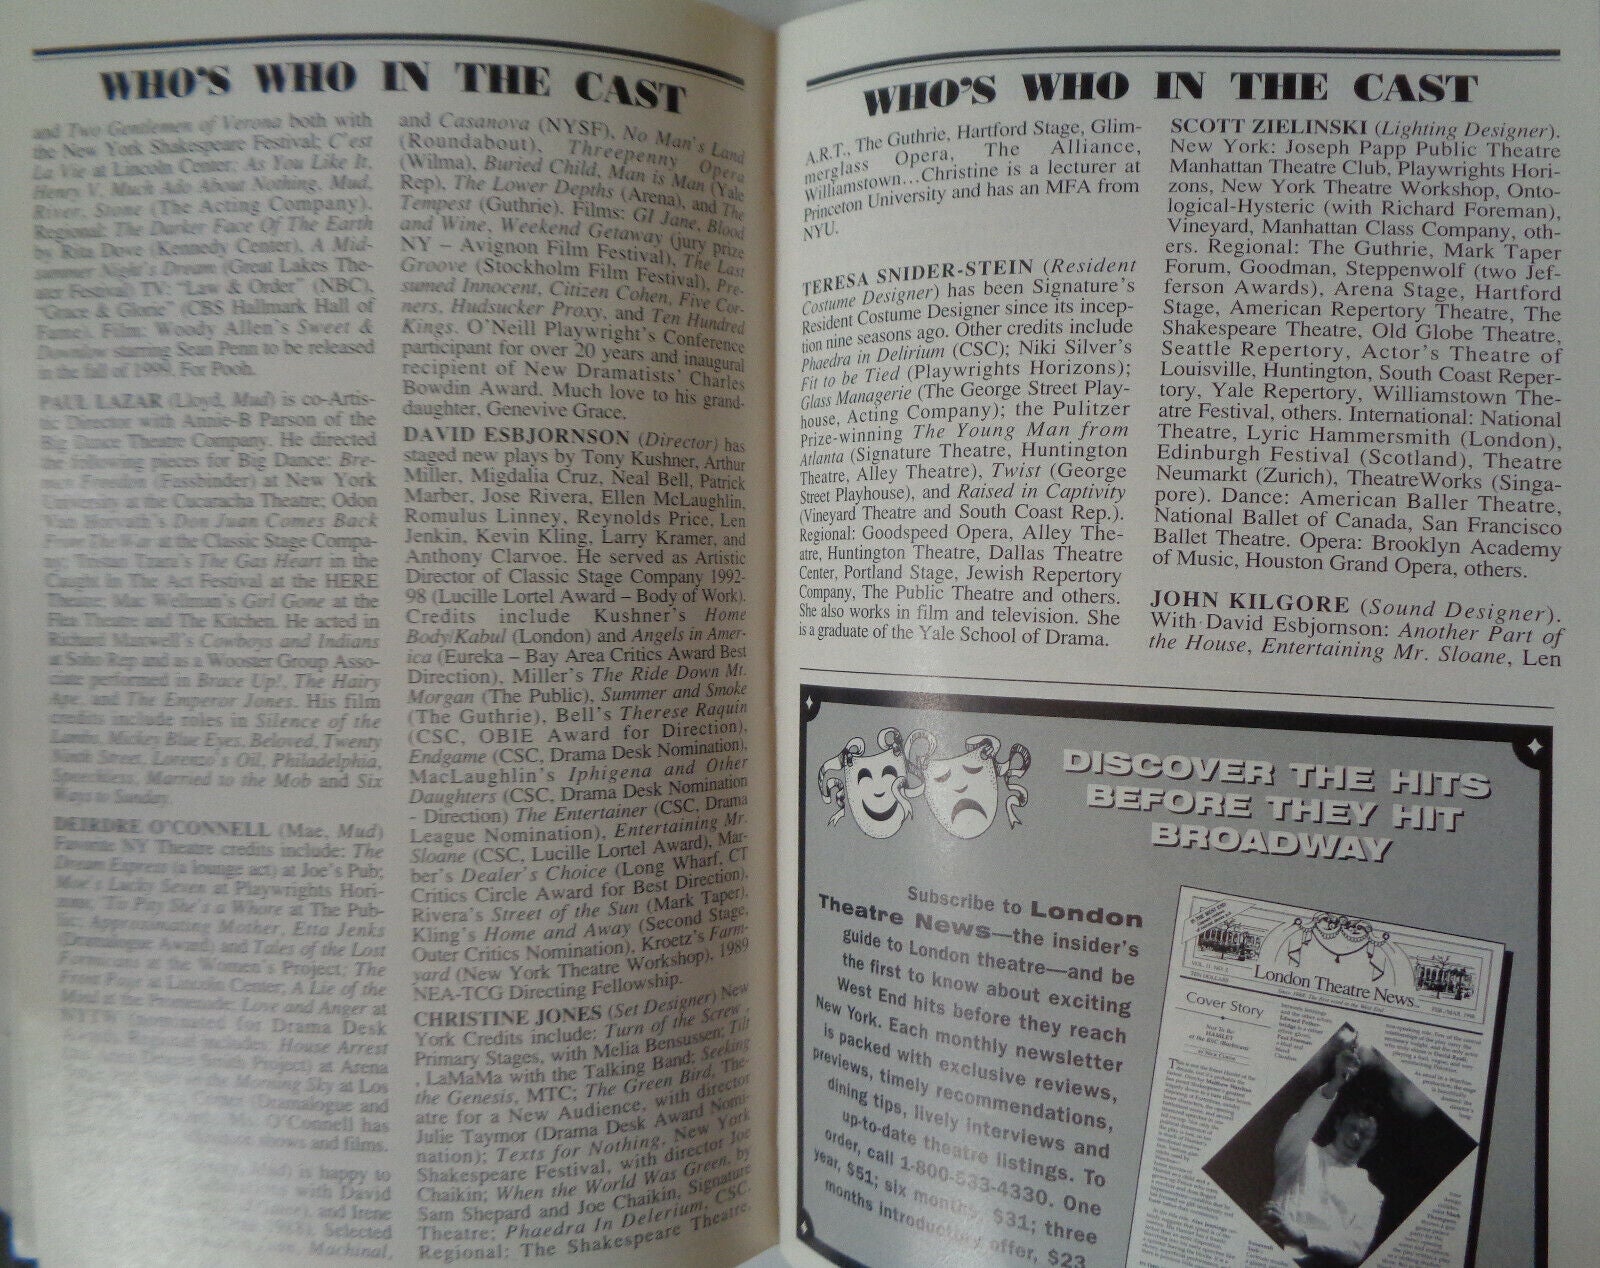 WHO'S WHO IN THE CAST
and Two Gentlemen of Verona both with
the New York Shakespeare Festival; C'est
La Vie at Lincoln Center; As You Like It,
Henry V, Much Ado About Nothing, Mud,
River, Stone (The Acting Company).
Regional: The Darker Face Of The Earth
by Rita Dove (Kennedy Center), A Mid-
summer Night's Dream (Great Lakes The-
ater Festival) TV: "Law & Order" (NBC),
"Grace & Glorie" (CBS Hallmark Hall of
Fame). Film: Woody Allen's Sweet &
Downlow starring Sean Penn to be released
in the fall of 1999. For Pooh.
PAUL LAZAR (Lloyd, Mud) is co-Artis-
tic Director with Annie-B Parson of the
Big Dance Theatre Company. He directed
the following pieces for Big Dance: Bre-
men Freedom (Fassbinder) at New York
University at the Cucaracha Theatre; Odon
Van Horvath's Don Juan Comes Back
From The War at the Classic Stage Compa-
ny; Tristan Tzara's The Gas Heart in the
Caught In The Act Festival at the HERE
Theatre; Mac Wellman's Girl Gone at the
Flea Theatre and The Kitchen. He acted in
Richard Maxwell's Cowboys and Indians
at Soho Rep and as a Wooster Group Asso-
ciate performed in Brace Up!, The Hairy
Ape, and The Emperor Jones. His film
credits include roles in Silence of the
Lambs, Mickey Blue Eyes, Beloved, Twenty
Ninth Street, Lorenzo's Oil, Philadelphia,
Speechless, Married to the Mob and Six
Ways to Sunday.
DEIRDRE O'CONNELL (Mae, Mud)
Favorite NY Theatre credits include: The
Dream Express (a lounge act) at Joe's Pub;
Moe's Lucky Seven at Playwrights Hori-
zons; 'Tis Pity She's a Whore at The Pub-
lic; Approximating Mother, Etta Jenks
(Dramalogue Award) and Tales of the Lost
Formicans at the Women's Project; The
Front Page at Lincoln Center; A Lie of the
Mind at the Promenade; Love and Anger at
NYTW. for Drama Desk
includes: House Arrest
Project) at Arena
the Morning Sky at Los
Center (Dramalogue and
O'Connell has
shows and films.
Mud) is happy to
with David
and Irene
Selected
Machinal,
and Casanova (NYSF), No Man's Land
(Roundabout), Threepenny Opera
(Wilma), Buried Child, Man is Man (Yale
Rep), The Lower Depths (Arena), and The
Tempest (Guthrie). Films: GI Jane, Blood
and Wine, Weekend Getaway (jury prize
NY – Avignon Film Festival), The Last
Groove (Stockholm Film Festival), Pre-
sumed Innocent, Citizen Cohen, Five Cor-
ners, Hudsucker Proxy, and Ten Hundred
Kings. O'Neill Playwright's Conference
participant for over 20 years and inaugural
recipient of New Dramatists' Charles
Bowdin Award. Much love to his grand-
daughter, Genevive Grace.
DAVID ESBJORNSON (Director) has
staged new plays by Tony Kushner, Arthur
Miller, Migdalia Cruz, Neal Bell, Patrick
Marber, Jose Rivera, Ellen McLaughlin,
Romulus Linney, Reynolds Price, Len
Jenkin, Kevin Kling, Larry Kramer, and
Anthony Clarvoe. He served as Artistic
Director of Classic Stage Company 1992-
98 (Lucille Lortel Award – Body of Work).
Credits include Kushner's Home
Body/Kabul (London) and Angels in Amer-
ica (Eureka – Bay Area Critics Award Best
Direction), Miller's The Ride Down Mt.
Morgan (The Public), Summer and Smoke
(The Guthrie), Bell's Therese Raquin
(CSC, OBIE Award for Direction),
Endgame (CSC, Drama Desk Nomination),
MacLaughlin's Iphigena and Other
Daughters (CSC, Drama Desk Nomination
- Direction) The Entertainer (CSC, Drama
League Nomination), Entertaining Mr.
Sloane (CSC, Lucille Lortel Award), Mar-
ber's Dealer's Choice (Long Wharf, CT
Critics Circle Award for Best Direction),
Rivera's Street of the Sun (Mark Taper),
Kling's Home and Away (Second Stage,
Outer Critics Nomination), Kroetz's Farm-
yard (New York Theatre Workshop), 1989
NEA-TCG Directing Fellowship.
CHRISTINE JONES (Set Designer) New
York Credits include: Turn of the Screw,
Primary Stages, with Melia Bensussen; Tilt
, LaMaMa with the Talking Band; Seeking
the Genesis, MTC; The Green Bird, The-
atre for a New Audience, with director
Julie Taymor (Drama Desk Award Nomi-
nation); Texts for Nothing, New York
Shakespeare Festival, with director Joe
Chaikin; When the World Was Green, by
Sam Shepard and Joe Chaikin, Signature
Theatre; Phaedra In Delerium, CSC.
Regional: The Shakespeare Theatre,
WHO'S WHO IN THE CAST
A.R.T., The Guthrie, Hartford Stage, Glim-
merglass Opera, The Alliance,
Williamstown...Christine is a lecturer at
Princeton University and has an MFA from
NYU.
TERESA SNIDER-STEIN (Resident
Costume Designer) has been Signature's
Resident Costume Designer since its incep-
tion nine seasons ago. Other credits include
Phaedra in Delirium (CSC); Niki Silver's
Fit to be Tied (Playwrights Horizons);
Glass Managerie (The George Street Play-
house, Acting Company); the Pulitzer
Prize-winning The Young Man from
Atlanta (Signature Theatre, Huntington
Theatre, Alley Theatre), Twist (George
Street Playhouse), and Raised in Captivity
(Vineyard Theatre and South Coast Rep.).
Regional: Goodspeed Opera, Alley The-
atre, Huntington Theatre, Dallas Theatre
Center, Portland Stage, Jewish Repertory
Company, The Public Theatre and others.
She also works in film and television. She
is a graduate of the Yale School of Drama.
SCOTT ZIELINSKI (Lighting Designer).
New York: Joseph Papp Public Theatre
Manhattan Theatre Club, Playwrights Hori-
zons, New York Theatre Workshop, Onto-
logical-Hysteric (with Richard Foreman),
Vineyard, Manhattan Class Company, oth-
ers. Regional: The Guthrie, Mark Taper
Forum, Goodman, Steppenwolf (two Jef-
ferson Awards), Arena Stage, Hartford
Stage, American Repertory Theatre, The
Shakespeare Theatre, Old Globe Theatre,
Seattle Repertory, Actor's Theatre of
Louisville, Huntington, South Coast Reper-
tory, Yale Repertory, Williamstown The-
atre Festival, others. International: National
Theatre, Lyric Hammersmith (London),
Edinburgh Festival (Scotland), Theatre
Neumarkt (Zurich), TheatreWorks (Singa-
pore). Dance: American Baller Theatre,
National Ballet of Canada, San Francisco
Ballet Theatre. Opera: Brooklyn Academy
of Music, Houston Grand Opera, others.
JOHN KILGORE (Sound Designer).
With David Esbjornson: Another Part of
the House, Entertaining Mr. Sloane, Len
DISCOVER THE HITS
BEFORE THEY HIT
BROADWAY
Subscribe to London
Theatre News—the insider's
guide to London theatre—and be
the first to know about exciting
West End hits before they reach
New York. Each monthly newsletter
is packed with exclusive reviews,
previews, timely recommendations,
dining tips, lively interviews and
up-to-date theatre listings. To
order, call 1-800-533-4330. One
year, $51; six months, $31; three
months introductory offer, $23
London Theatre News
Cover Story